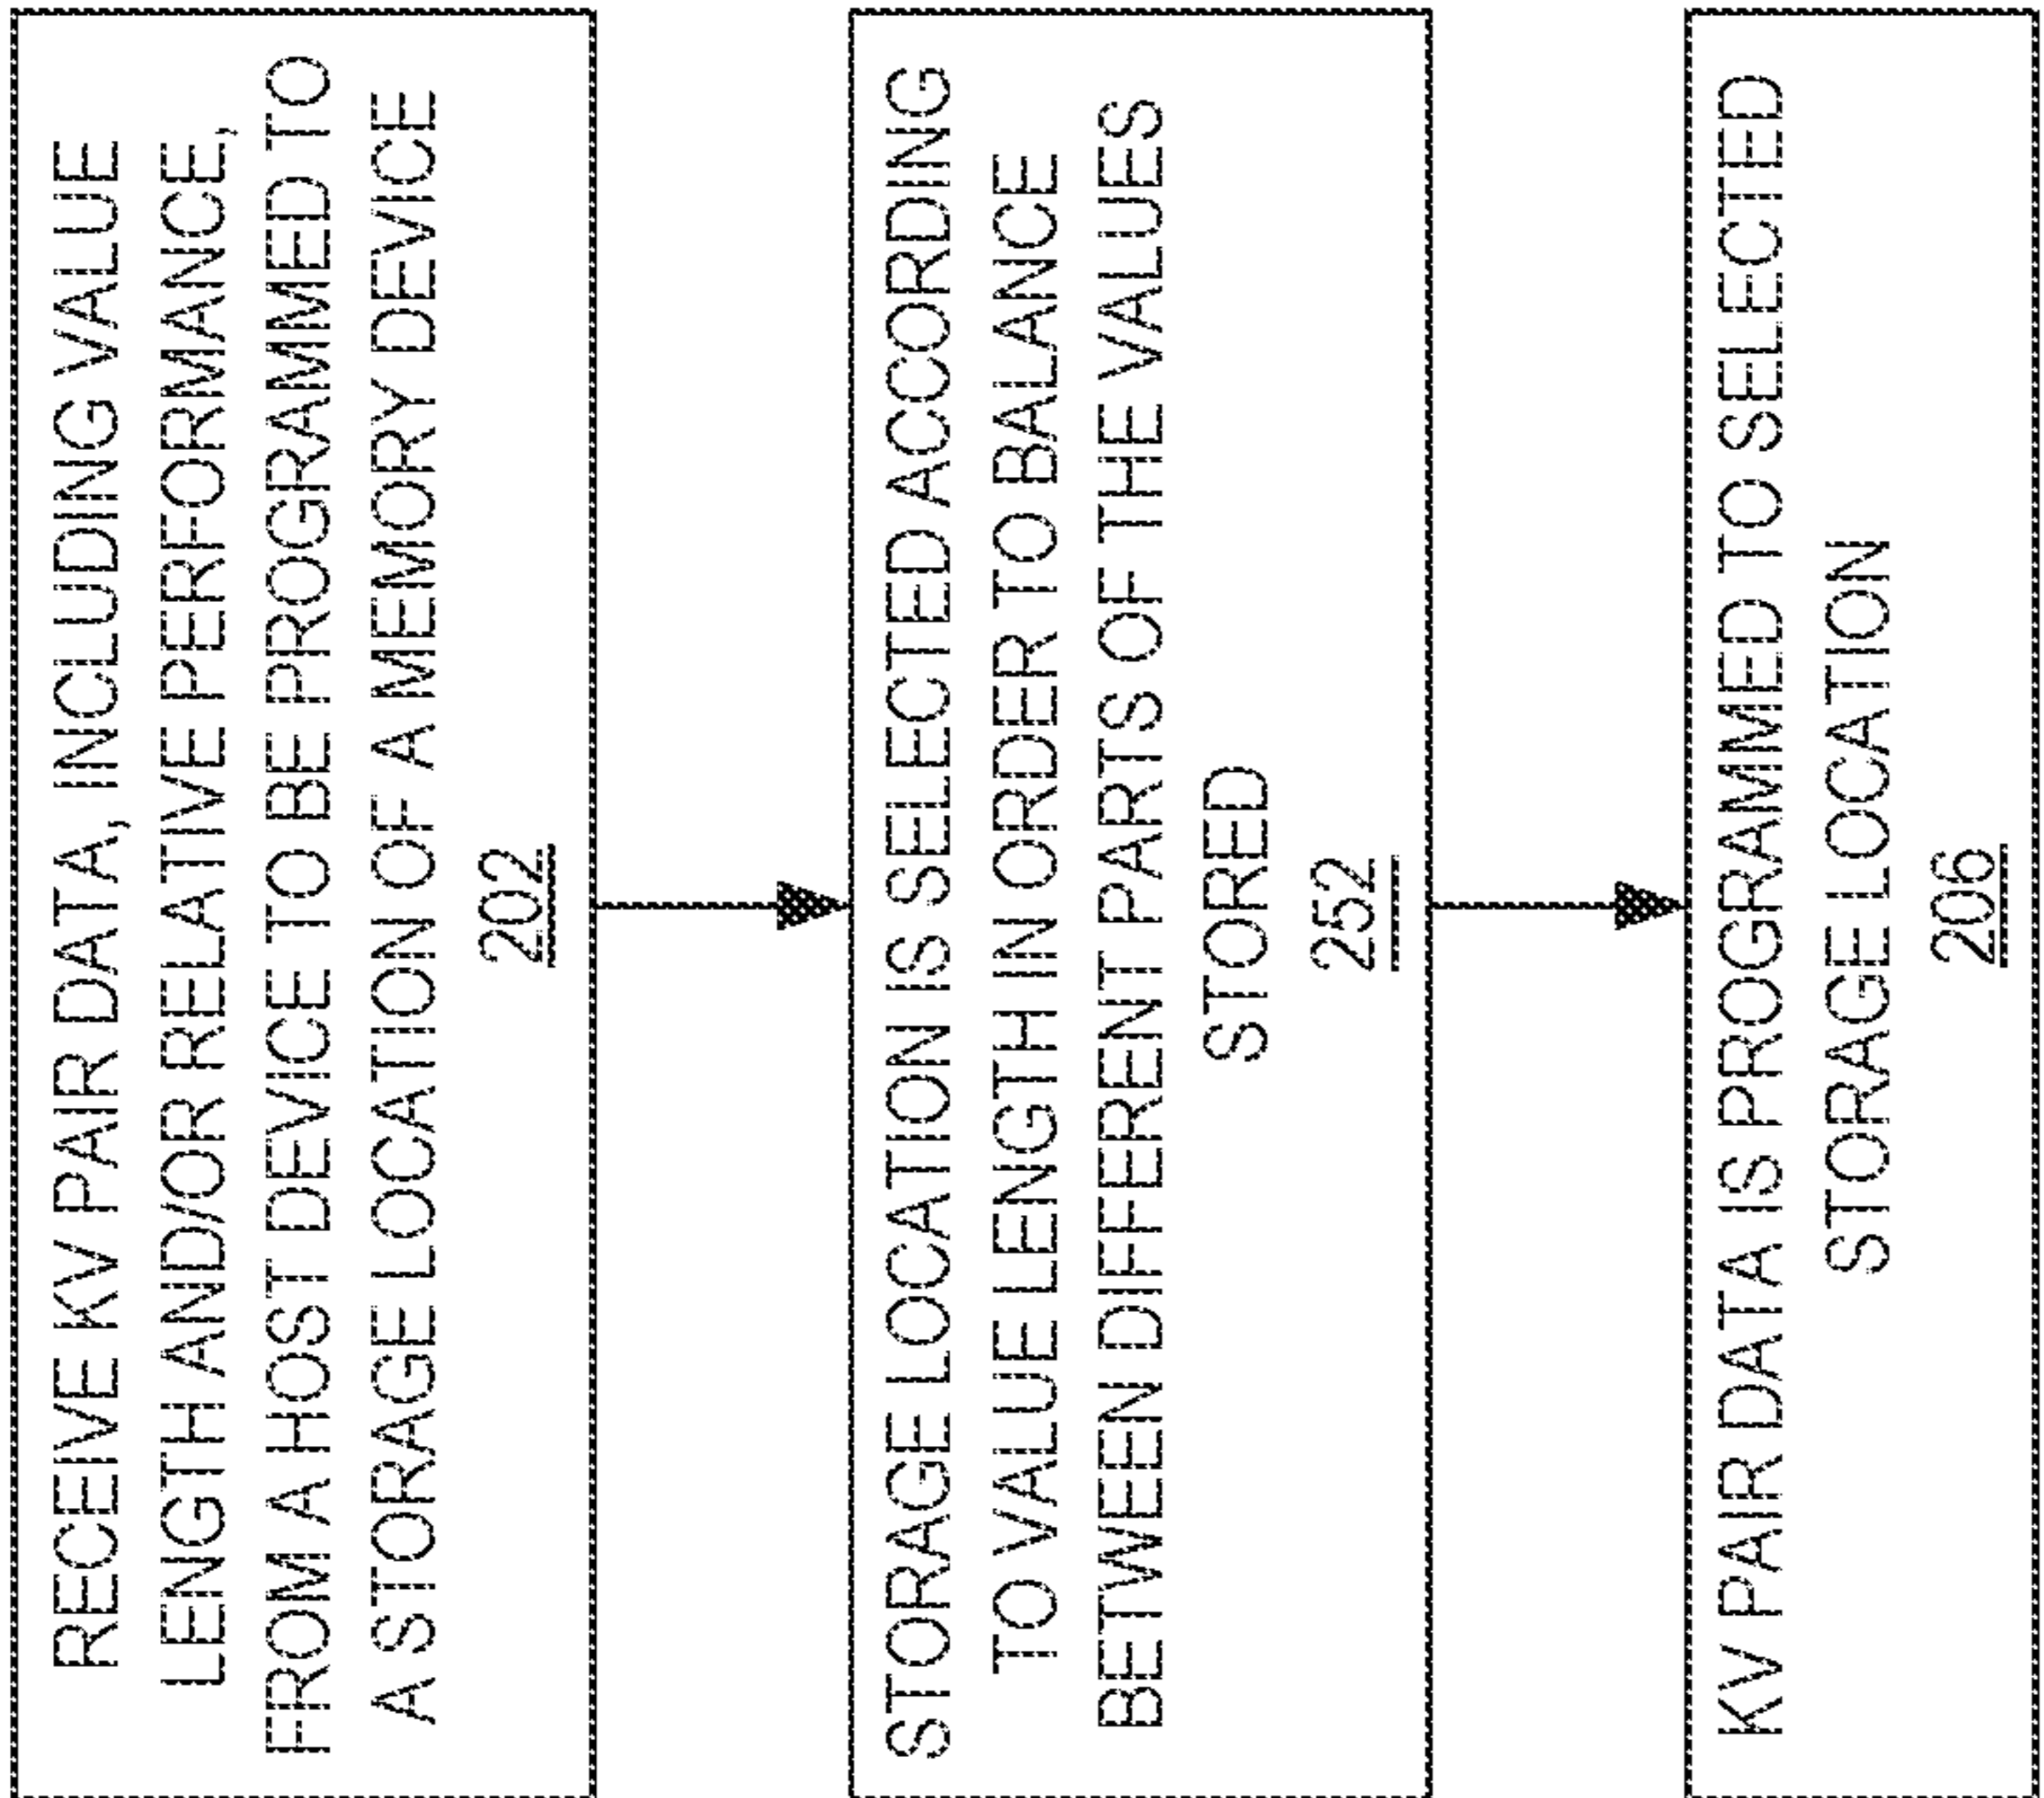 RECEIVE KV PAIR DATA, INCLUDING VALUE
LENGTH AND/OR RELATIVE PERFORMANCE,
FROM A HOST DEVICE TO BE PROGRAMMED TO
A STORAGE LOCATION OF A MEMORY DEVICE
202
STORAGE LOCATION IS SELECTED ACCORDING
TO VALUE LENGTH IN ORDER TO BALANCE
BETWEEN DIFFERENT PARTS OF THE VALUES
STORED
252
KV PAIR DATA IS PROGRAMMED TO SELECTED
STORAGE LOCATION
206